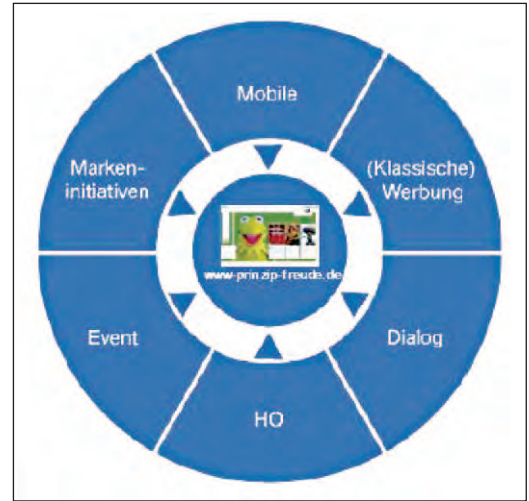 Mobile
(Klassische)
Werbung
Dialog
HO
Event
Marken-
initiativen
www-prinzip-freude.de